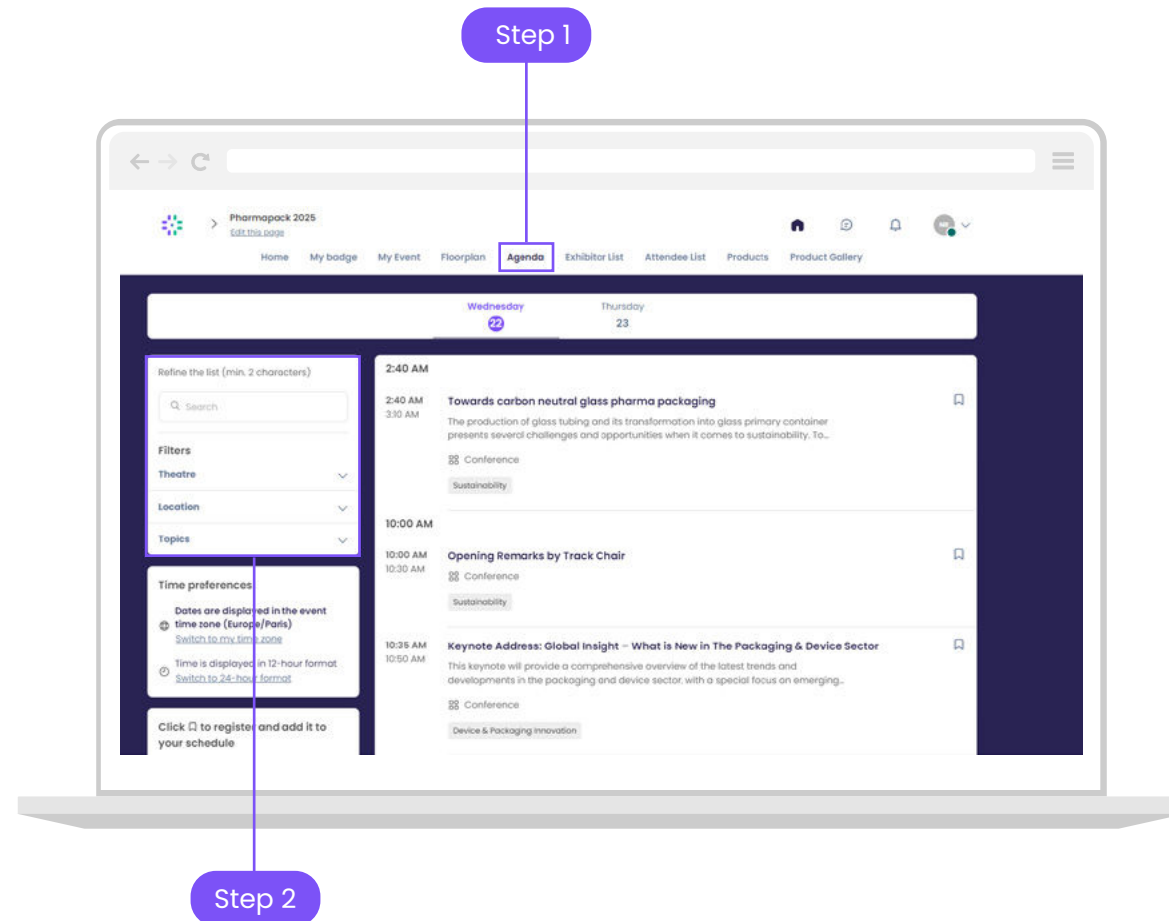 Step 1
Pharmapack 2025
Edit this page
Home My badge My Event Floorplan Agenda Exhibitor List Attendee List Products Product Gallery
Wednesday Thursday
22 23
Refine the list (min. 2 characters)
Search
Filters
Theatre
Location
Topics
Time preferences
Dates are displayed in the event
time zone (Europe/Paris)
Switch to my time zone
Time is displayed in 12-hour format
Switch to 24-hour format
Click to register and add it to
your schedule
2:40 AM
2:40 AM Towards carbon neutral glass pharma packaging
3:10 AM
The production of glass tubing and its transformation into glass primary container
presents several challenges and opportunities when it comes to sustainability. To...
Conference
Sustainability
10:00 AM
10:00 AM Opening Remarks by Track Chair
10:30 AM
Conference
Sustainability
10:35 AM Keynote Address: Global Insight – What is New in The Packaging & Device Sector
10:50 AM
This keynote will provide a comprehensive overview of the latest trends and
developments in the packaging and device sector, with a special focus on emerging...
Conference
Device & Packaging Innovation
Step 2